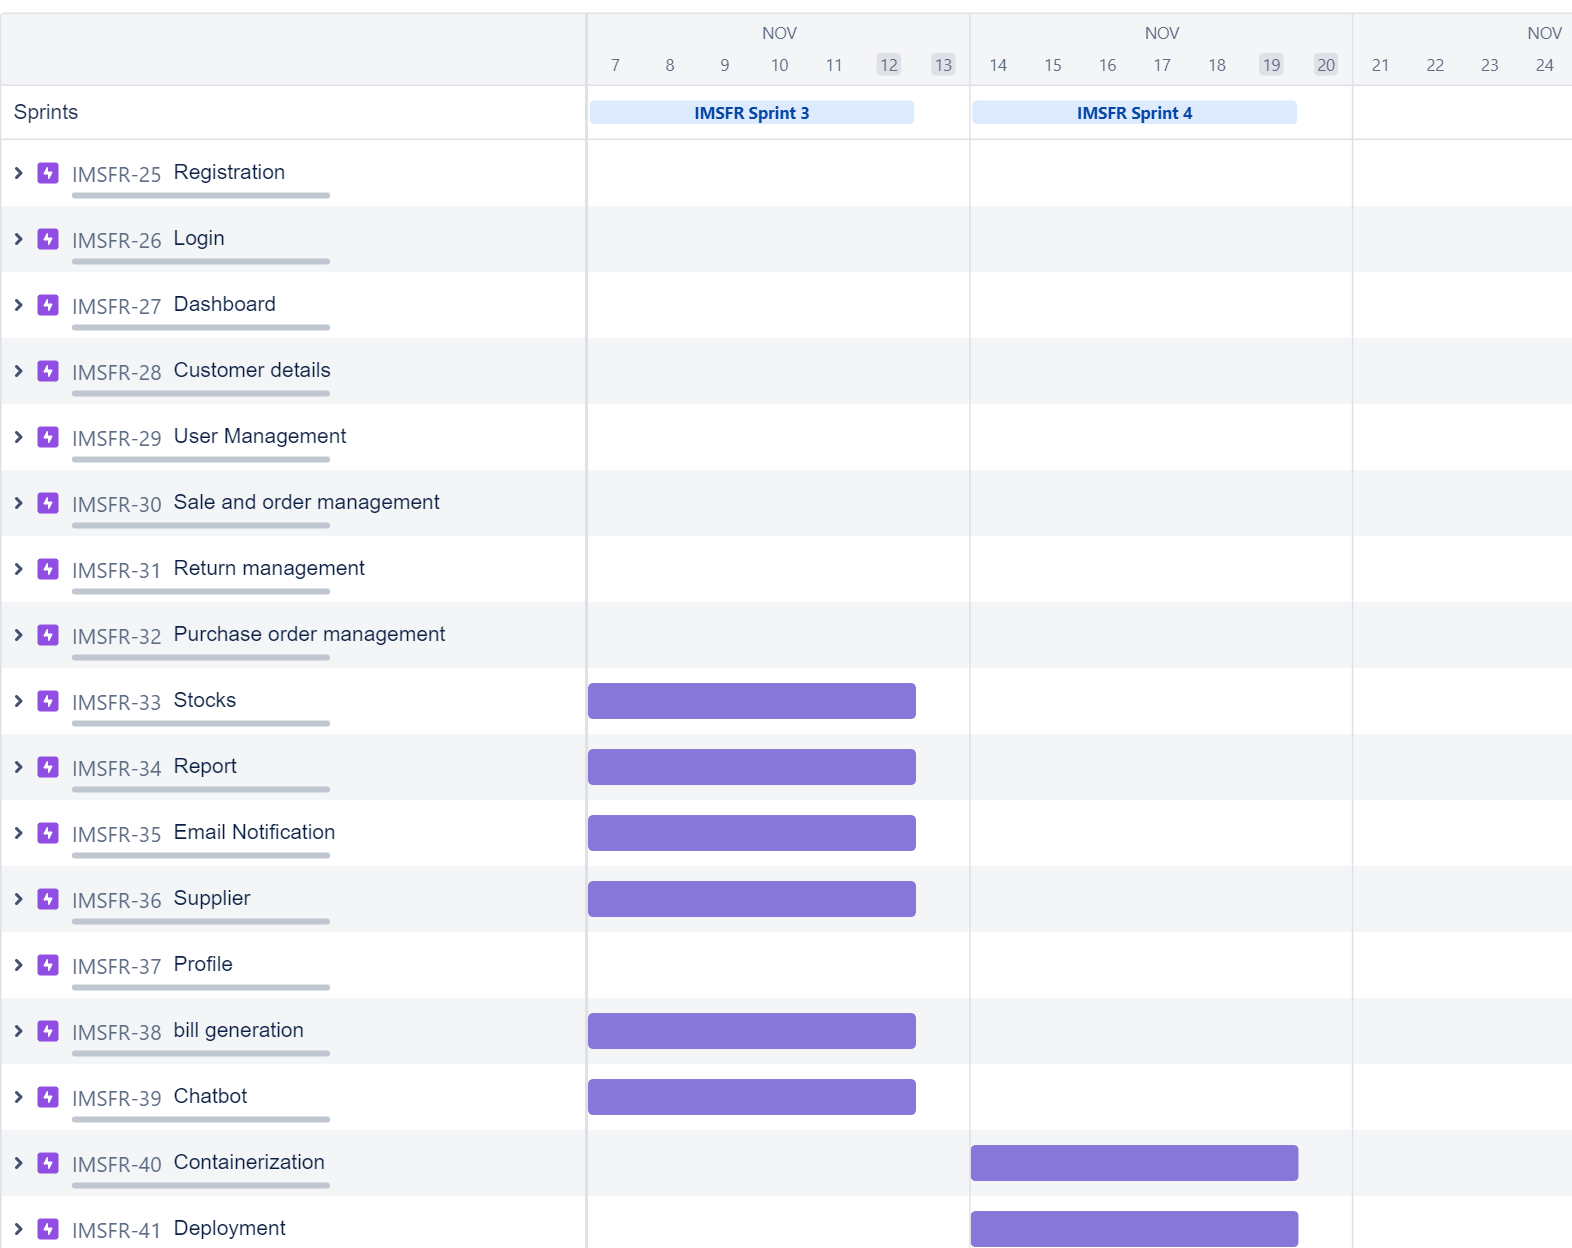 NOV NOV NOV
7 8 9 10 11 12 13 14 15 16 17 18 19 20 21 22 23 24
Sprints IMSFR Sprint 3 IMSFR Sprint 4
IMSFR-25 Registration
IMSFR-26 Login
IMSFR-27 Dashboard
IMSFR-28 Customer details
IMSFR-29 User Management
IMSFR-30 Sale and order management
IMSFR-31 Return management
IMSFR-32 Purchase order management
IMSFR-33 Stocks
IMSFR-34 Report
IMSFR-35 Email Notification
IMSFR-36 Supplier
IMSFR-37 Profile
IMSFR-38 bill generation
IMSFR-39 Chatbot
IMSFR-40 Containerization
IMSFR-41 Deployment